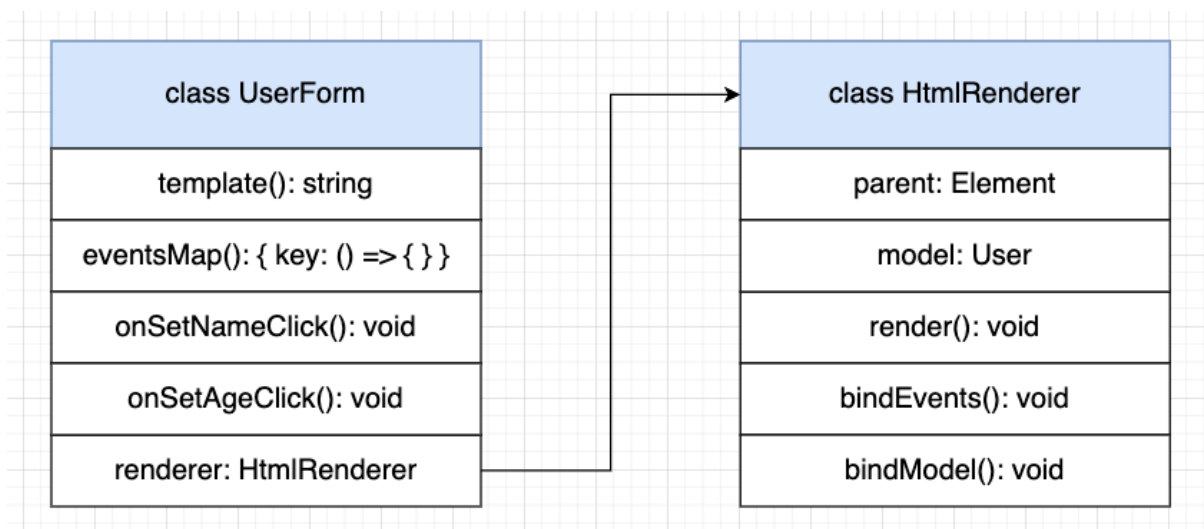 class UserForm
template(): string
eventsMap(): { key: () => { } }
onSetNameClick(): void
onSetAgeClick(): void
renderer: HtmlRenderer
class HtmlRenderer
parent: Element
model: User
render(): void
bindEvents(): void
bindModel(): void